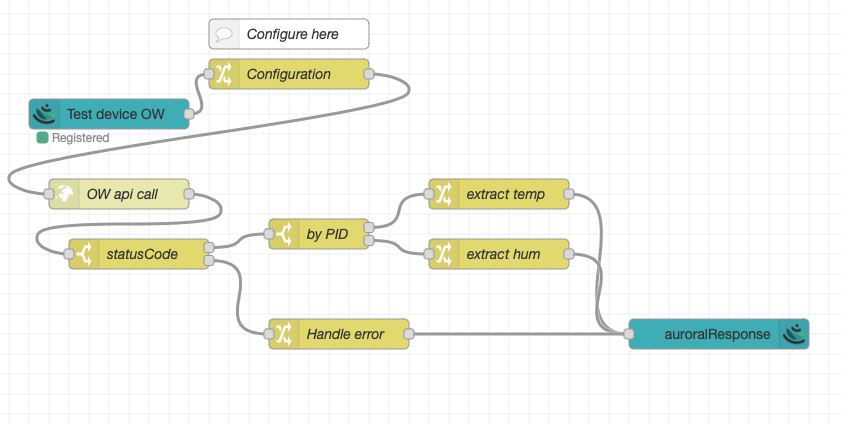 Configure here
Configuration
Test device OW
Registered
OW api call
extract temp
by PID
statusCode
extract hum
Handle error
auroralResponse